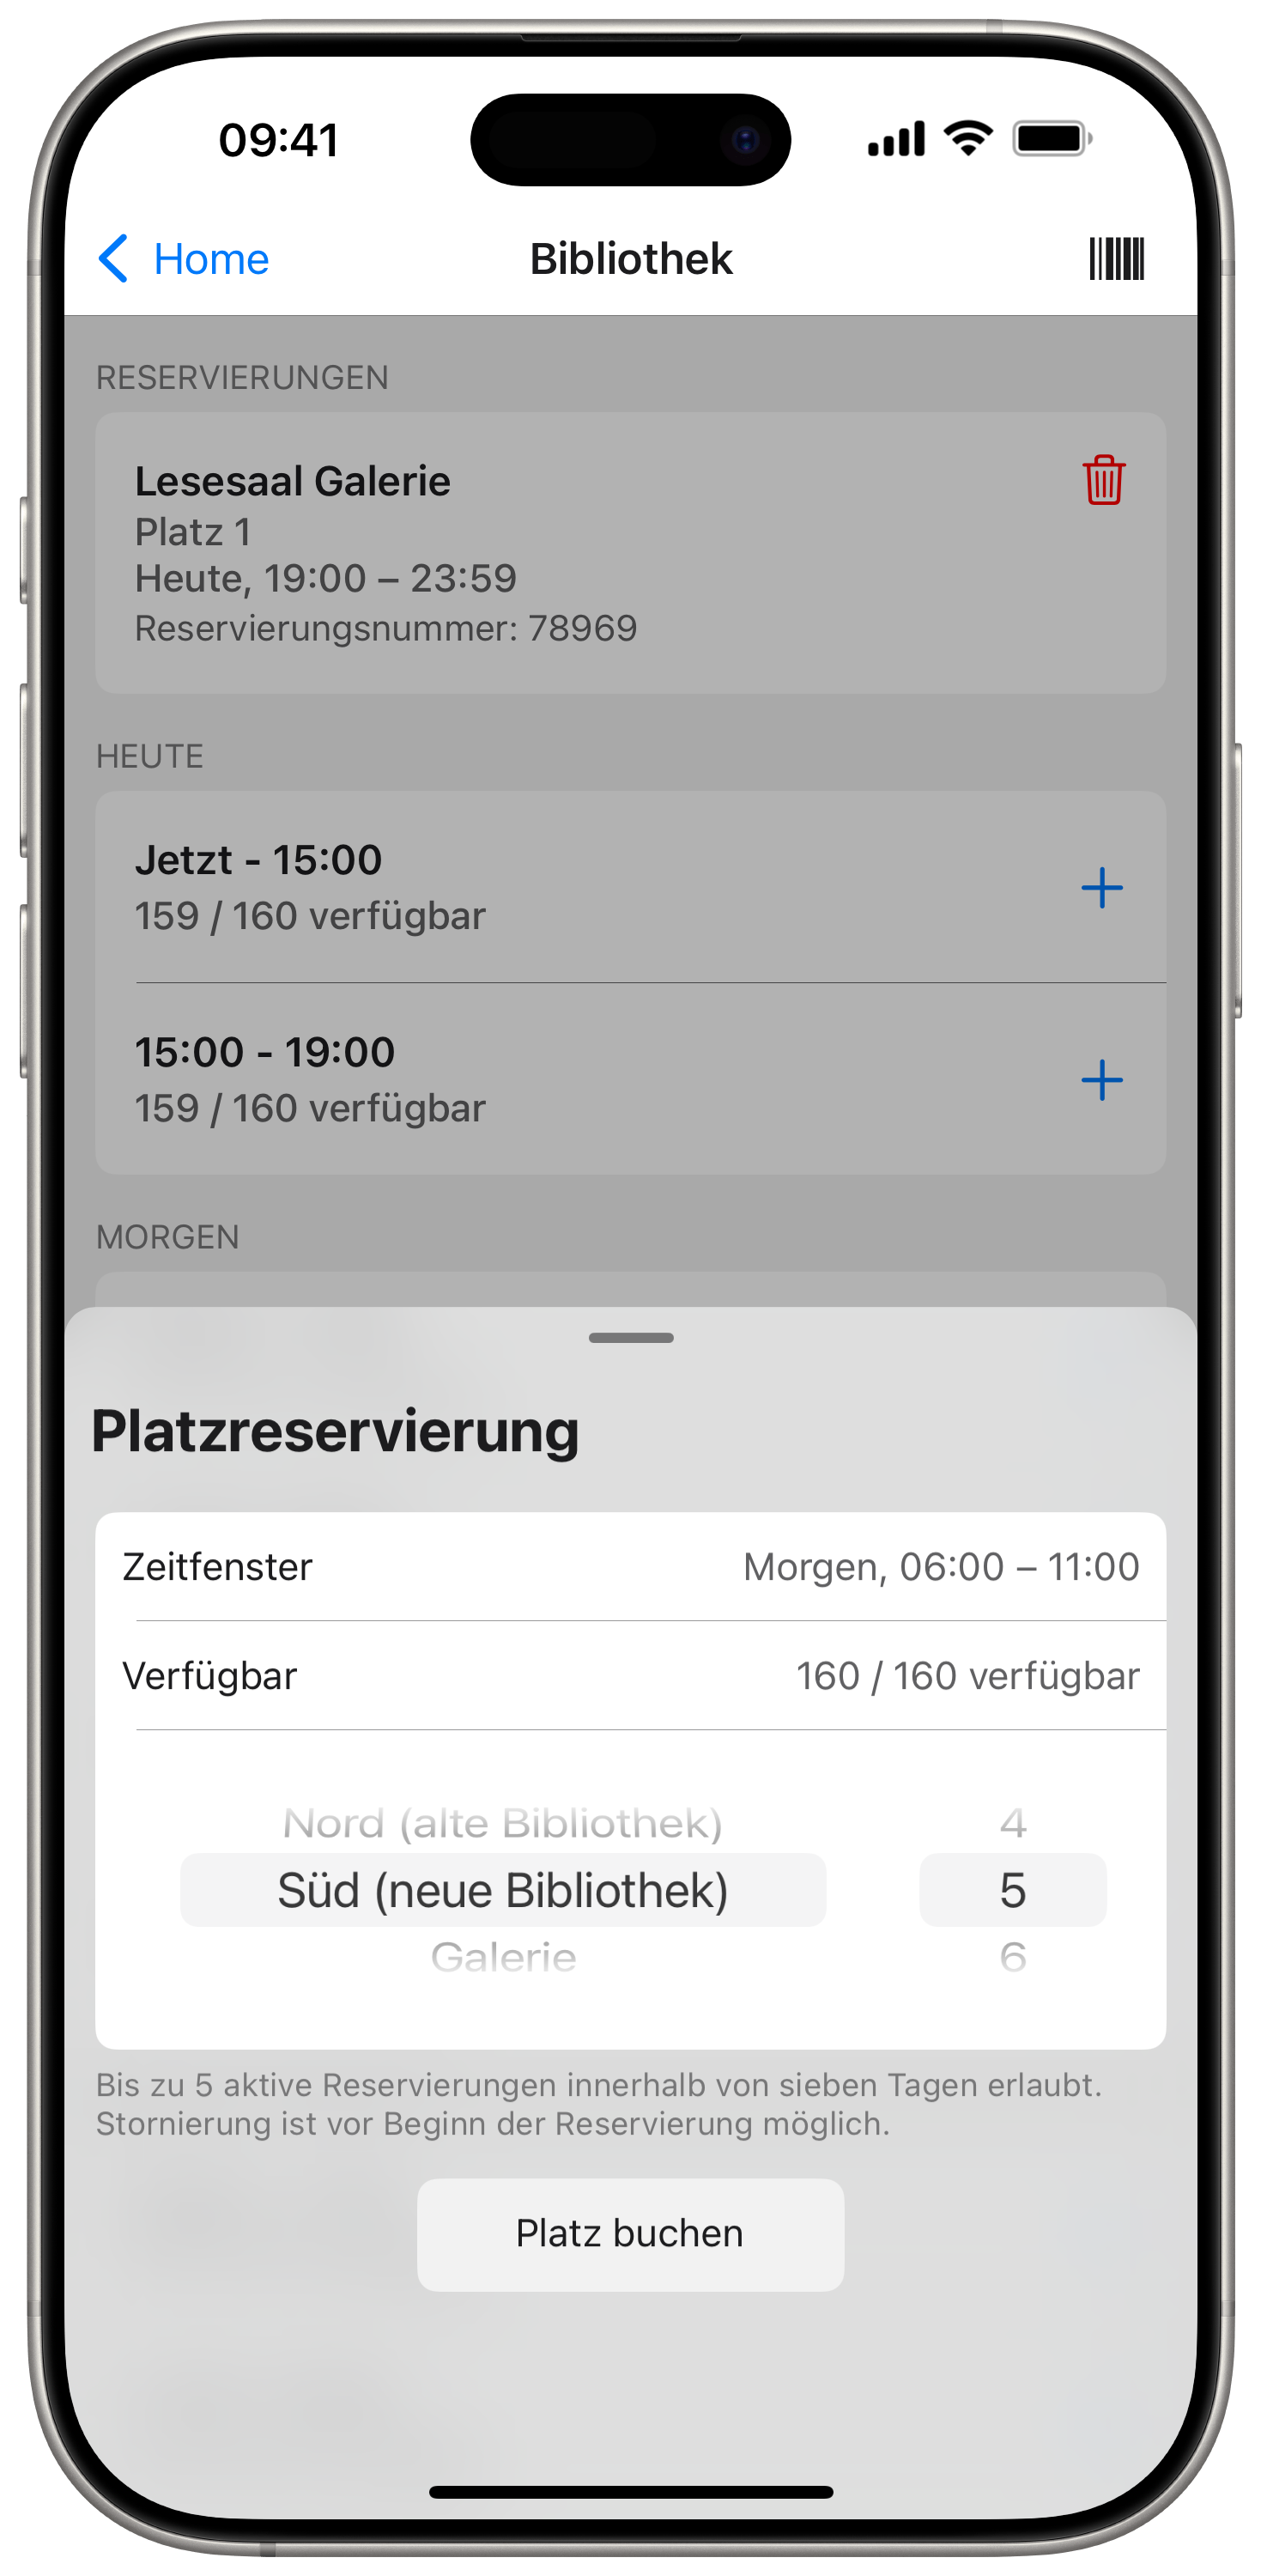 09:41
Home
Bibliothek
RESERVIERUNGEN
Lesesaal Galerie
Platz 1
Heute, 19:00 – 23:59
Reservierungsnummer: 78969
HEUTE
Jetzt - 15:00
159 / 160 verfügbar
15:00 - 19:00
159 / 160 verfügbar
MORGEN
Platzreservierung
Zeitfenster Morgen, 06:00 – 11:00
Verfügbar 160 / 160 verfügbar
Nord (alte Bibliothek) 4
Süd (neue Bibliothek) 5
Galerie 6
Bis zu 5 aktive Reservierungen innerhalb von sieben Tagen erlaubt.
Stornierung ist vor Beginn der Reservierung möglich.
Platz buchen